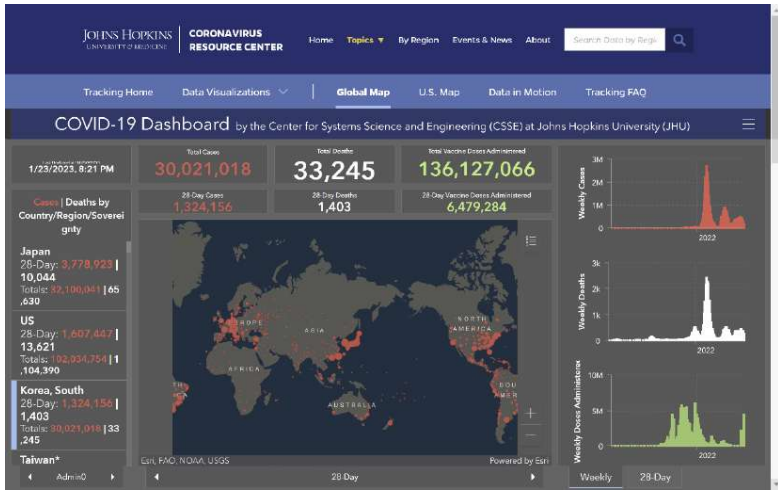 JOHNS HOPKINS
UNIVERSITY & MEDICINE
CORONAVIRUS
RESOURCE CENTER
Home Topics ▼ By Region Events & News About
Tracking Home Data Visualizations Global Map U.S. Map Data in Motion Tracking FAQ
COVID-19 Dashboard by the Center for Systems Science and Engineering (CSSE) at Johns Hopkins University (JHU)
1/23/2023, 8:21 PM
Total Cases
30,021,018
Total Deaths
33,245
Total Vaccine Doses Administered
136,127,066
28-Day Cases
1,324,156
28-Day Deaths
1,403
28-Day Vaccine Doses Administered
6,479,284
Cases | Deaths by
Country/Region/Soverei
gnty
Japan
28-Day: 3,778,923 |
10,044
Totals: 32,100,041 | 65
,630
US
28-Day: 1,607,447 |
13,621
Totals: 102,034,754 | 1
,104,390
Korea, South
28-Day: 1,324,156 |
1,403
Totals: 30,021,018 | 33
,245
Taiwan*
Admin0
EUROPE
ASIA
AFRICA
AUSTRALIA
NORTH
AMERICA
Esri, FAO, NOAA, USGS
Powered by Esri
28-Day
Weekly Cases
3M
2M
1M
0
2022
Weekly Deaths
3k
2k
1k
0
2022
Weekly Doses Administered
10M
5M
0
2022
Weekly 28-Day